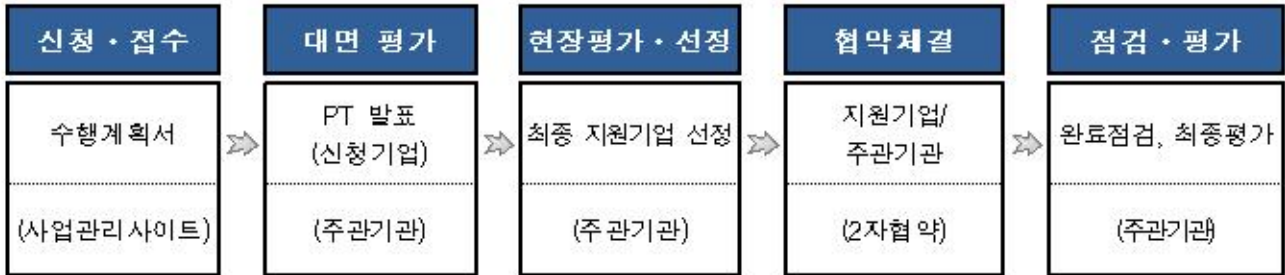 신청・접수
대면 평가
현장평가・선정
협약체결
점검・평가
수행계획서
PT 발표
(신청기업)
최종 지원기업 선정
지원기업/
주관기관
완료점검, 최종평가
(사업관리사이트)
(주관기관)
(주관기관)
(2자협약)
(주관기관)